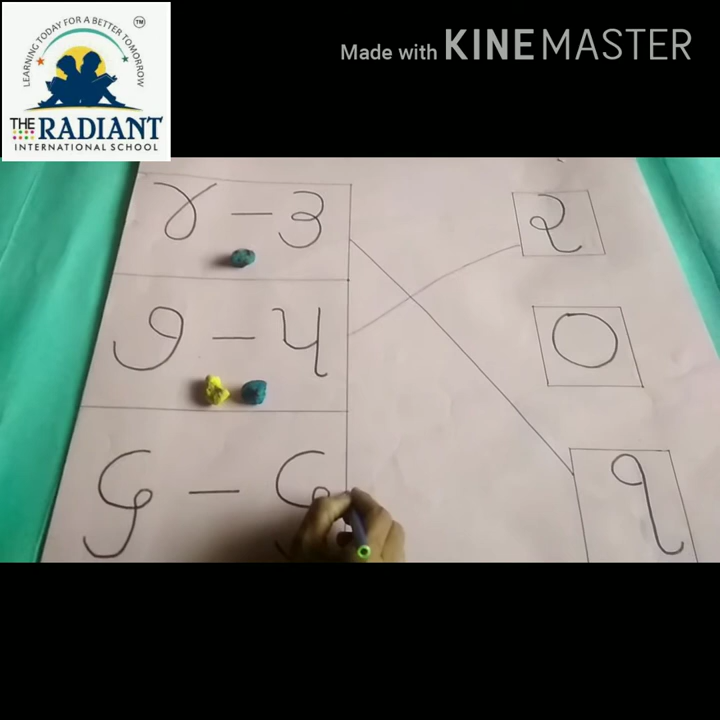 LEARNING TODAY FOR A BETTER TOMORROW
TM
THE RADIANT
INTERNATIONAL SCHOOL
Made with KINEMASTER
૪ - ૩
૨
૭ - ૫
૦
૬ - ૬
૧